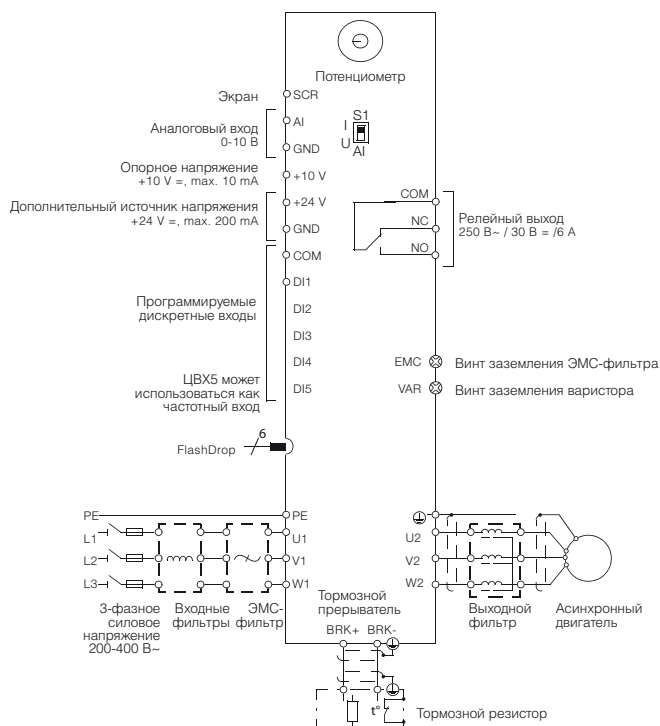 Потенциометр
Экран
SCR
Аналоговый вход
0-10 В
AI
GND
S1
I
U
AI
Опорное напряжение
+10 V =, max. 10 mA
+10 V
Дополнительный источник напряжения
+24 V =, max. 200 mA
+24 V
GND
COM
NC
NO
Релейный выход
250 В~ / 30 В = /6 А
COM
DI1
Программируемые
дискретные входы
DI2
DI3
DI4
DI5
ЦВХ5 может
использоваться как
частотный вход
EMC
Винт заземления ЭМС-фильтра
VAR
Винт заземления варистора
FlashDrop
6
PE
PE
L1
U1
U2
L2
V1
V2
L3
W1
W2
3-фазное
силовое
напряжение
200-400 В~
Входные
фильтры
ЭМС-
фильтр
Тормозной
прерыватель
BRK+
BRK-
Выходной
фильтр
Асинхронный
двигатель
t°
Тормозной резистор